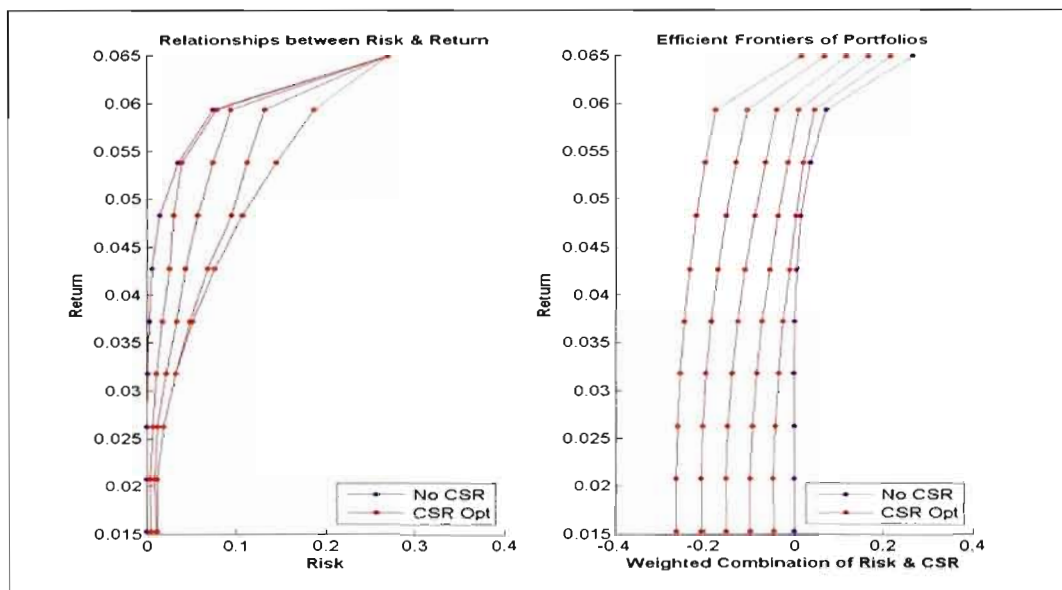 Relationships between Risk & Return
0.065
0.06
0.055
0.05
0.045
0.04
0.035
0.03
0.025
0.02
0.015
Return
No CSR
CSR Opt
0 0.1 0.2 0.3 0.4
Risk
Efficient Frontiers of Portfolios
0.065
0.06
0.055
0.05
0.045
0.04
0.035
0.03
0.025
0.02
0.015
Return
No CSR
CSR Opt
-0.4 -0.2 0 0.2 0.4
Weighted Combination of Risk & CSR